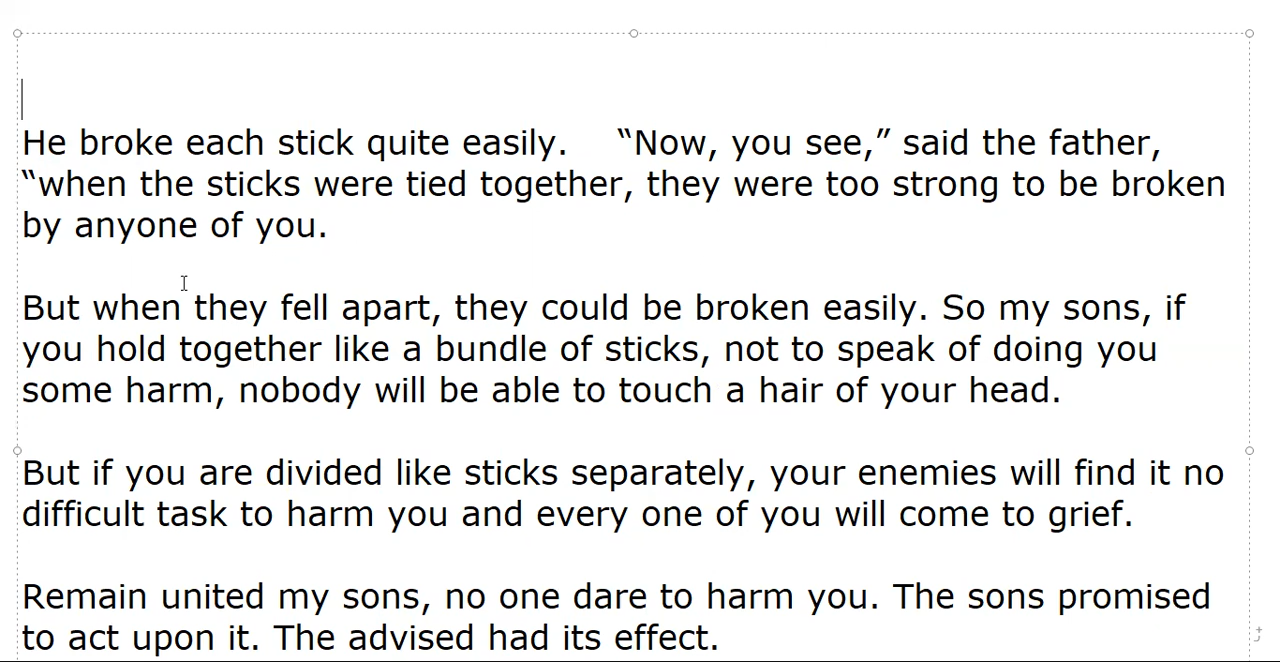 He broke each stick quite easily.    “Now, you see,” said the father,
“when the sticks were tied together, they were too strong to be broken
by anyone of you.
But when they fell apart, they could be broken easily. So my sons, if
you hold together like a bundle of sticks, not to speak of doing you
some harm, nobody will be able to touch a hair of your head.
But if you are divided like sticks separately, your enemies will find it no
difficult task to harm you and every one of you will come to grief.
Remain united my sons, no one dare to harm you. The sons promised
to act upon it. The advised had its effect.